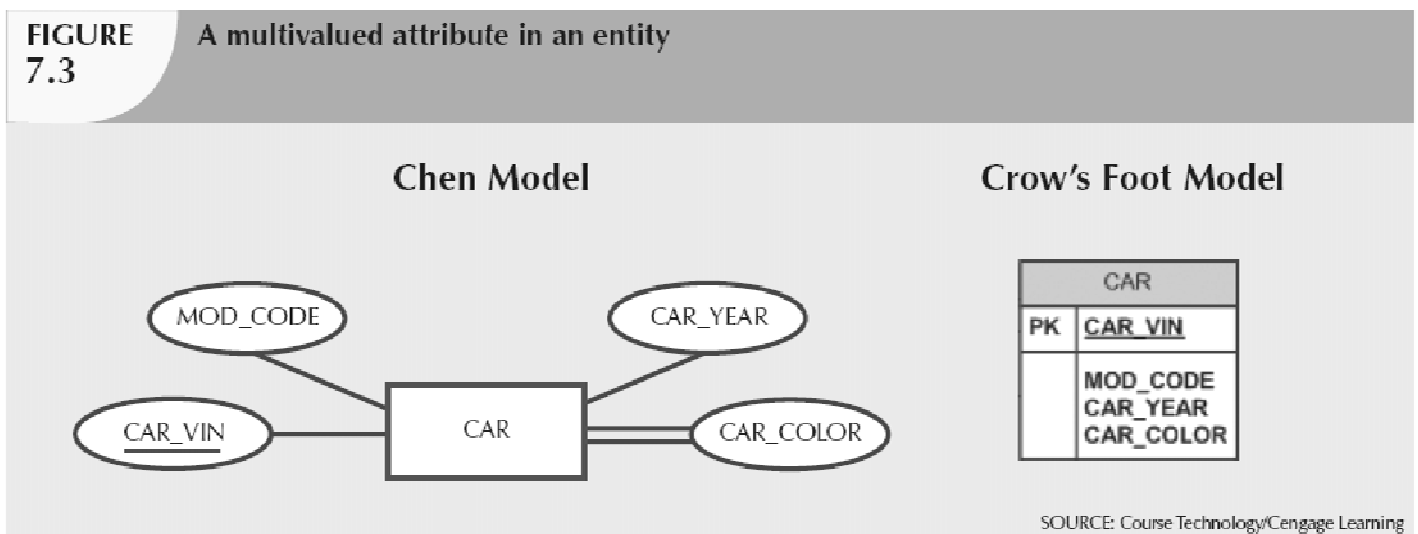 FIGURE
7.3
A multivalued attribute in an entity
Chen Model
Crow's Foot Model
MOD_CODE
CAR_YEAR
CAR_VIN
CAR
CAR_COLOR
CAR
PK CAR_VIN
MOD_CODE
CAR_YEAR
CAR_COLOR
SOURCE: Course Technology/Cengage Learning